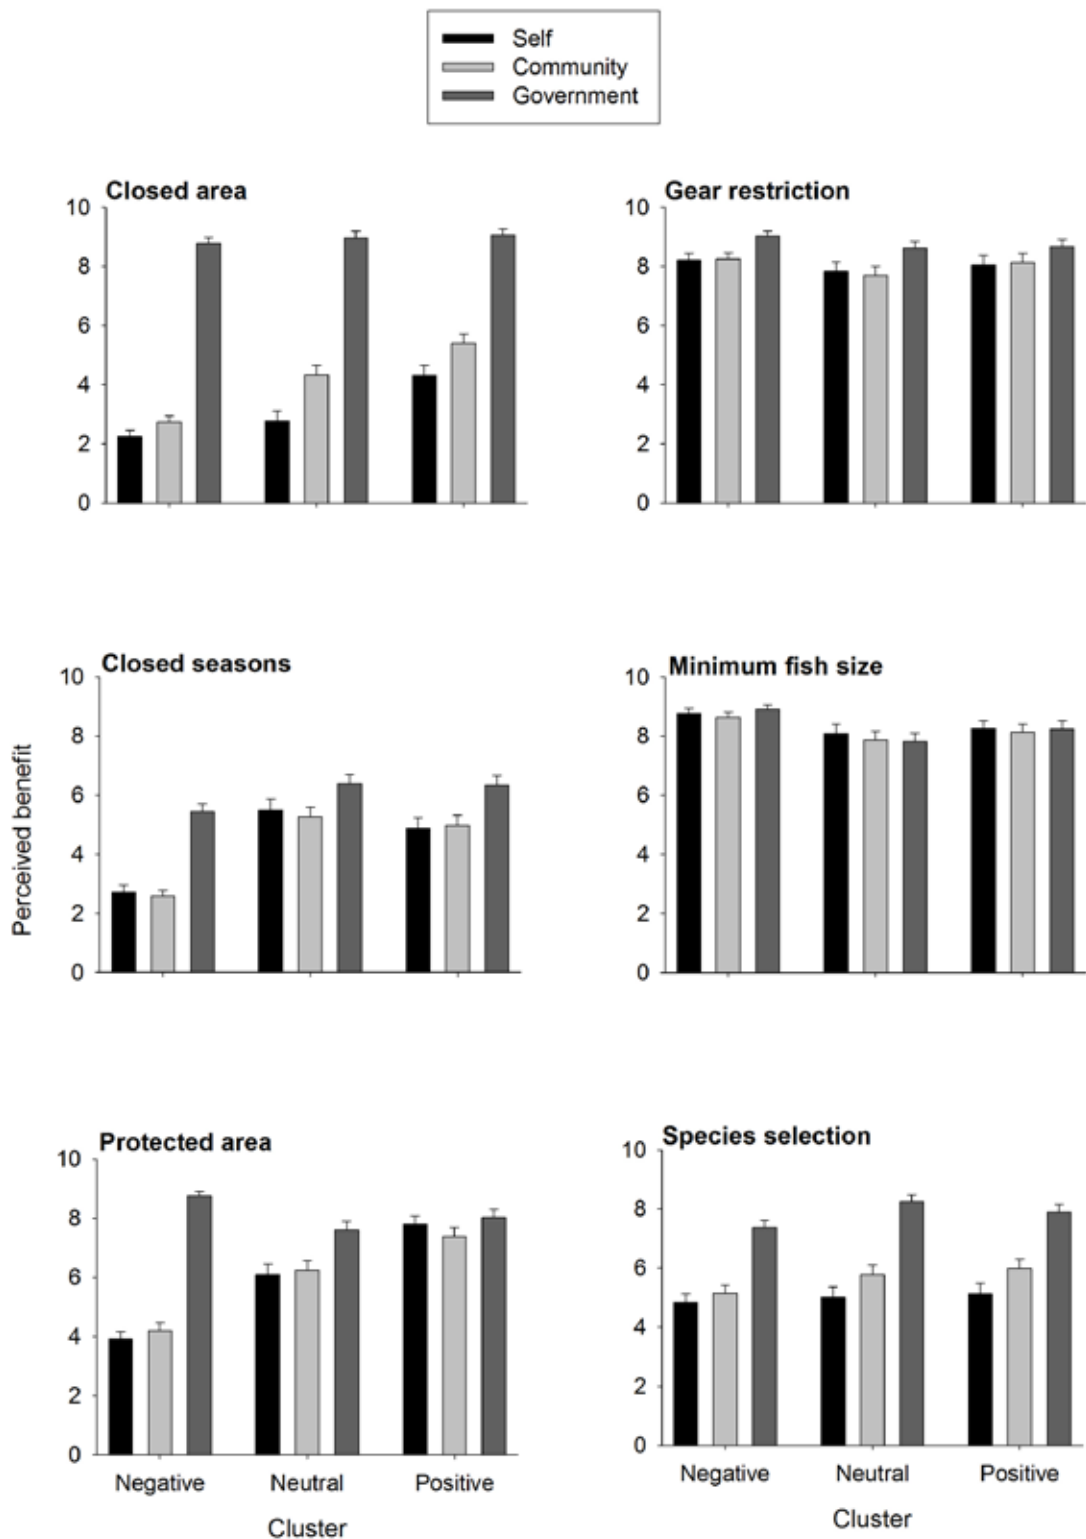 Self
Community
Government
Closed area
10
8
6
4
2
0
Gear restriction
10
8
6
4
2
0
Perceived benefit
Closed seasons
10
8
6
4
2
0
Minimum fish size
10
8
6
4
2
0
Protected area
10
8
6
4
2
0
Negative Neutral Positive
Cluster
Species selection
10
8
6
4
2
0
Negative Neutral Positive
Cluster